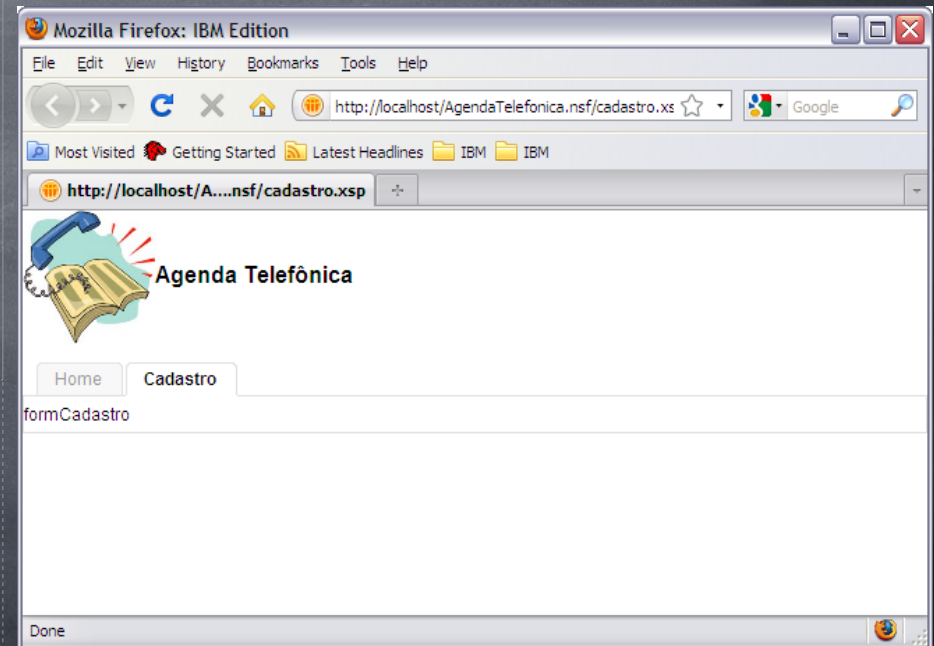 Mozilla Firefox: IBM Edition
File Edit View History Bookmarks Tools Help
http://localhost/AgendaTelefonica.nsf/cadastro.xs Google
Most Visited Getting Started Latest Headlines IBM IBM
http://localhost/A....nsf/cadastro.xsp
Agenda Telefònica
Home Cadastro
formCadastro
Done